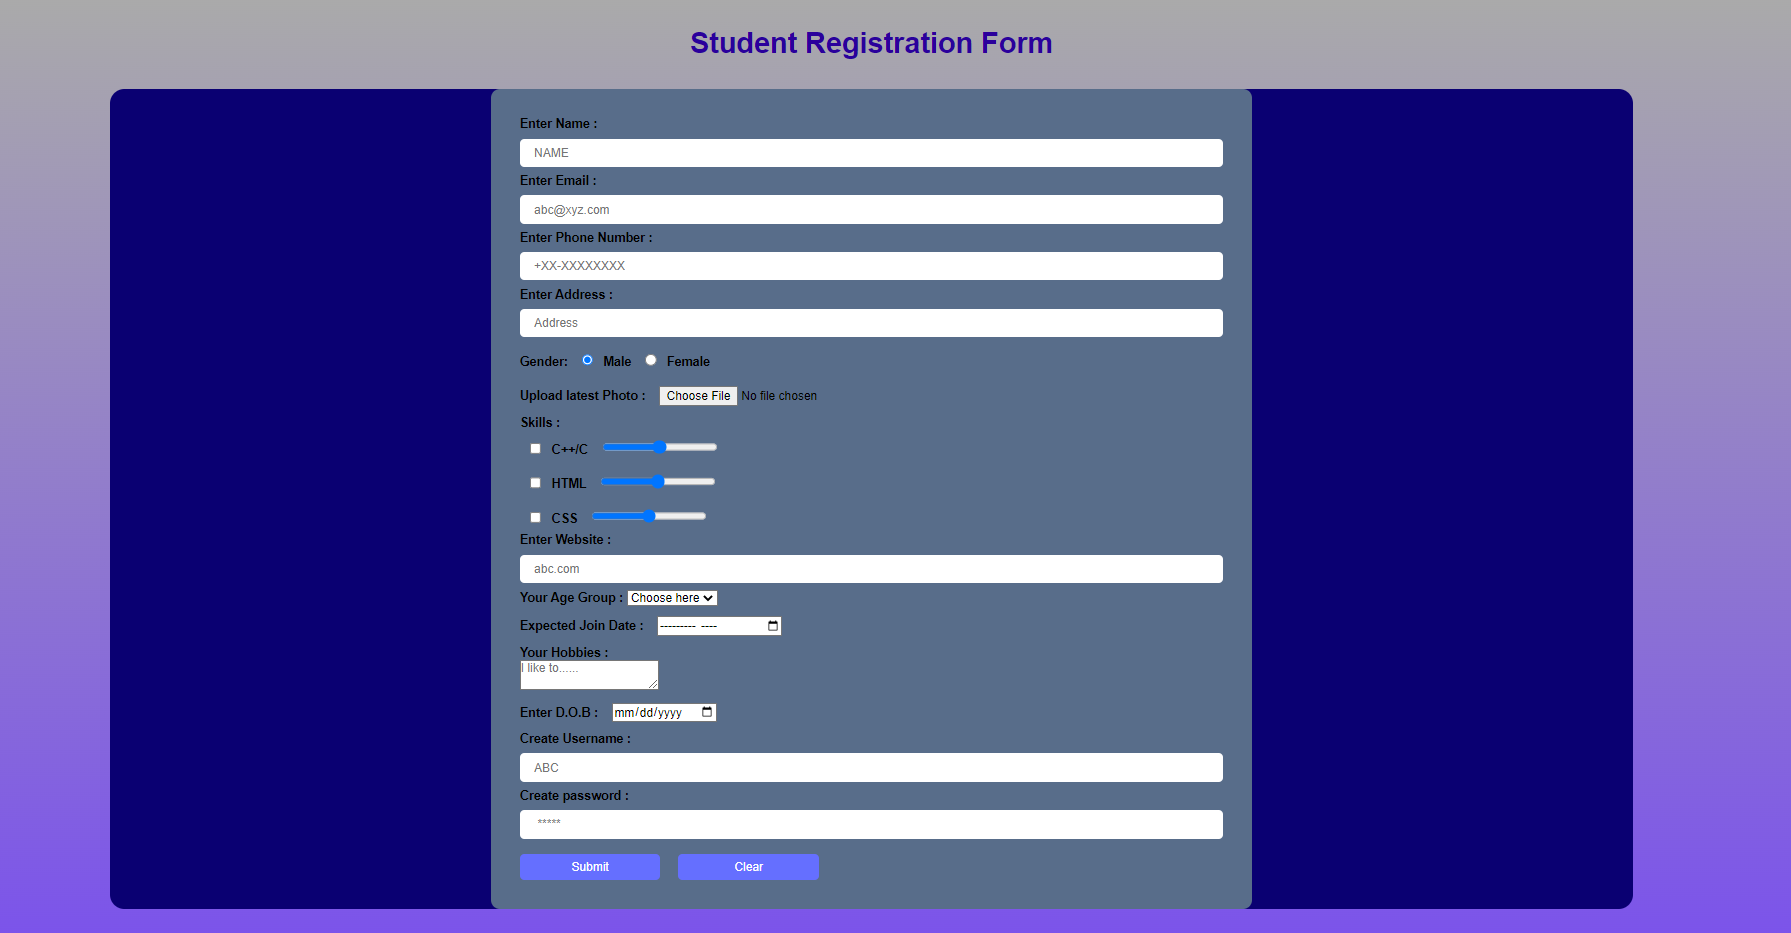 Student Registration Form
Enter Name :
NAME
Enter Email :
abc@xyz.com
Enter Phone Number :
+XX-XXXXXXXX
Enter Address :
Address
Gender: Male Female
Upload latest Photo : Choose File No file chosen
Skills :
C++/C
HTML
CSS
Enter Website :
abc.com
Your Age Group : Choose here
Expected Join Date : --------- ----
Your Hobbies :
I like to......
Enter D.O.B : mm/dd/yyyy
Create Username :
ABC
Create password :
*****
Submit Clear